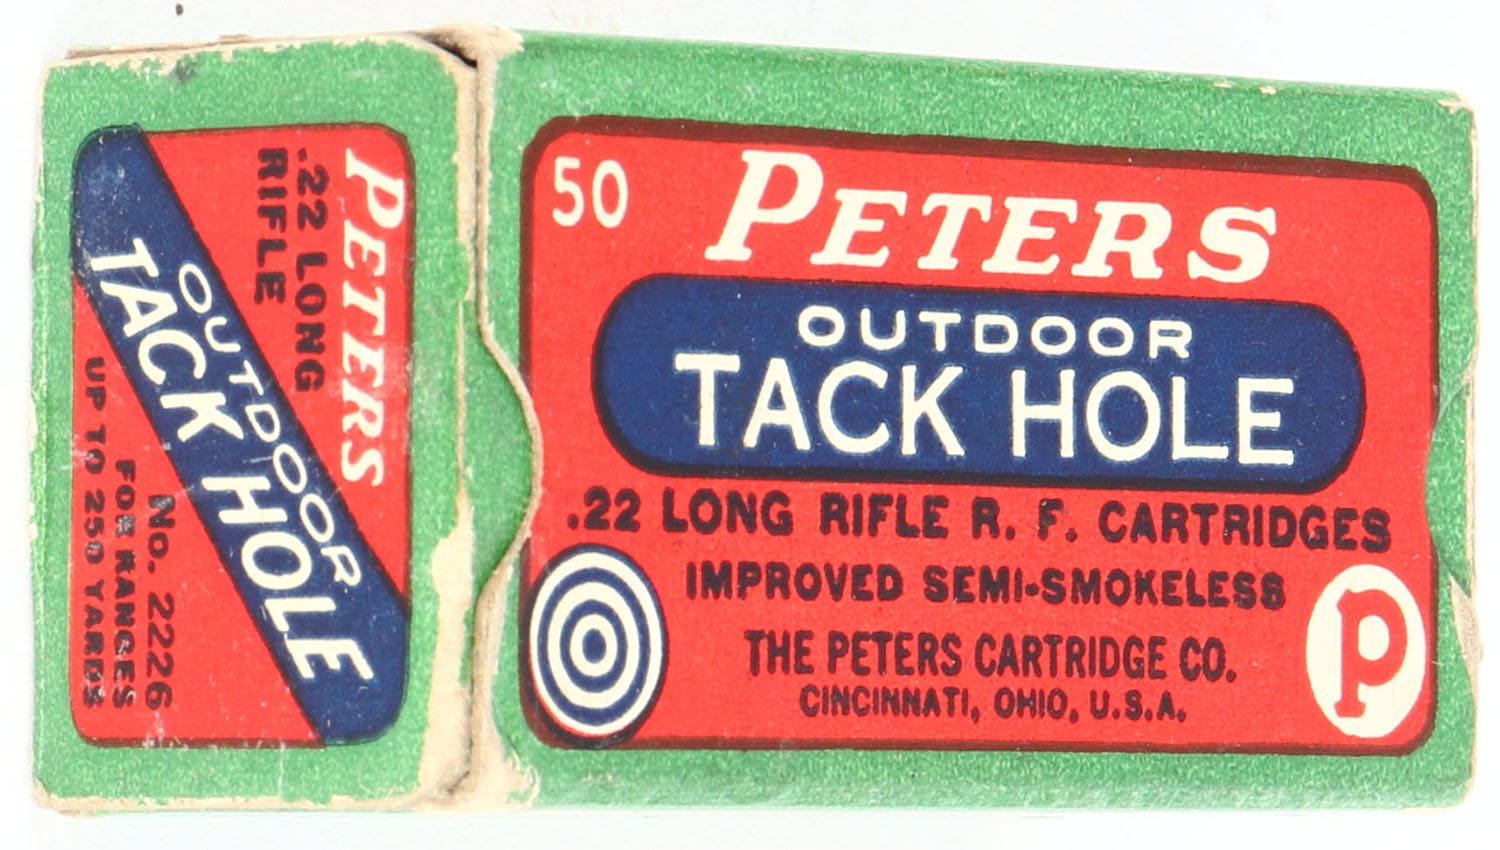 50
PETERS
OUTDOOR
TACK HOLE
.22 LONG RIFLE R. F. CARTRIDGES
IMPROVED SEMI-SMOKELESS
THE PETERS CARTRIDGE CO.
CINCINNATI, OHIO, U.S.A.
P
PETERS
.22 LONG
RIFLE
OUTDOOR
TACK HOLE
No. 2226
FOR RANGES
UP TO 250 YARDS